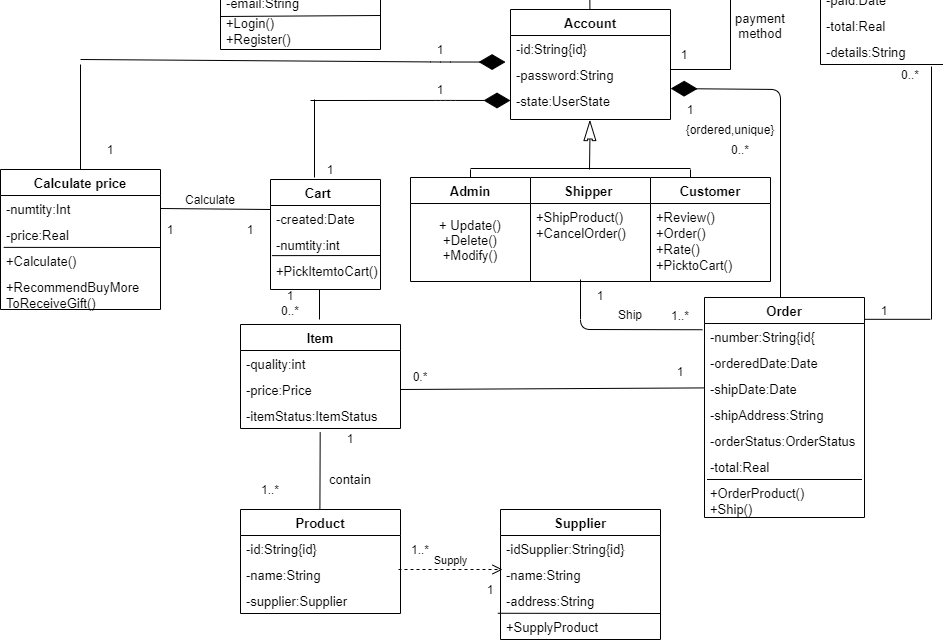 -email:String
+Login()
+Register()
Account
-id:String{id}
-password:String
-state:UserState
payment
method
-paid:Date
-total:Real
-details:String
1
1
1
1
{ordered,unique}
0..*
0..*
1
1
Calculate price
-numtity:Int
-price:Real
+Calculate()
+RecommendBuyMore
ToReceiveGift()
Calculate
1
1
Cart
-created:Date
-numtity:int
+PickItemtoCart()
Admin
+ Update()
+Delete()
+Modify()
Shipper
+ShipProduct()
+CancelOrder()
Customer
+Review()
+Order()
+Rate()
+PicktoCart()
1
0..*
1
Ship
1..*
1
Order
-number:String{id{
-orderedDate:Date
-shipDate:Date
-shipAddress:String
-orderStatus:OrderStatus
-total:Real
+OrderProduct()
+Ship()
Item
-quality:int
-price:Price
-itemStatus:ItemStatus
0.*
1
1
contain
1..*
Product
-id:String{id}
-name:String
-supplier:Supplier
1..*
Supply
1
Supplier
-idSupplier:String{id}
-name:String
-address:String
+SupplyProduct